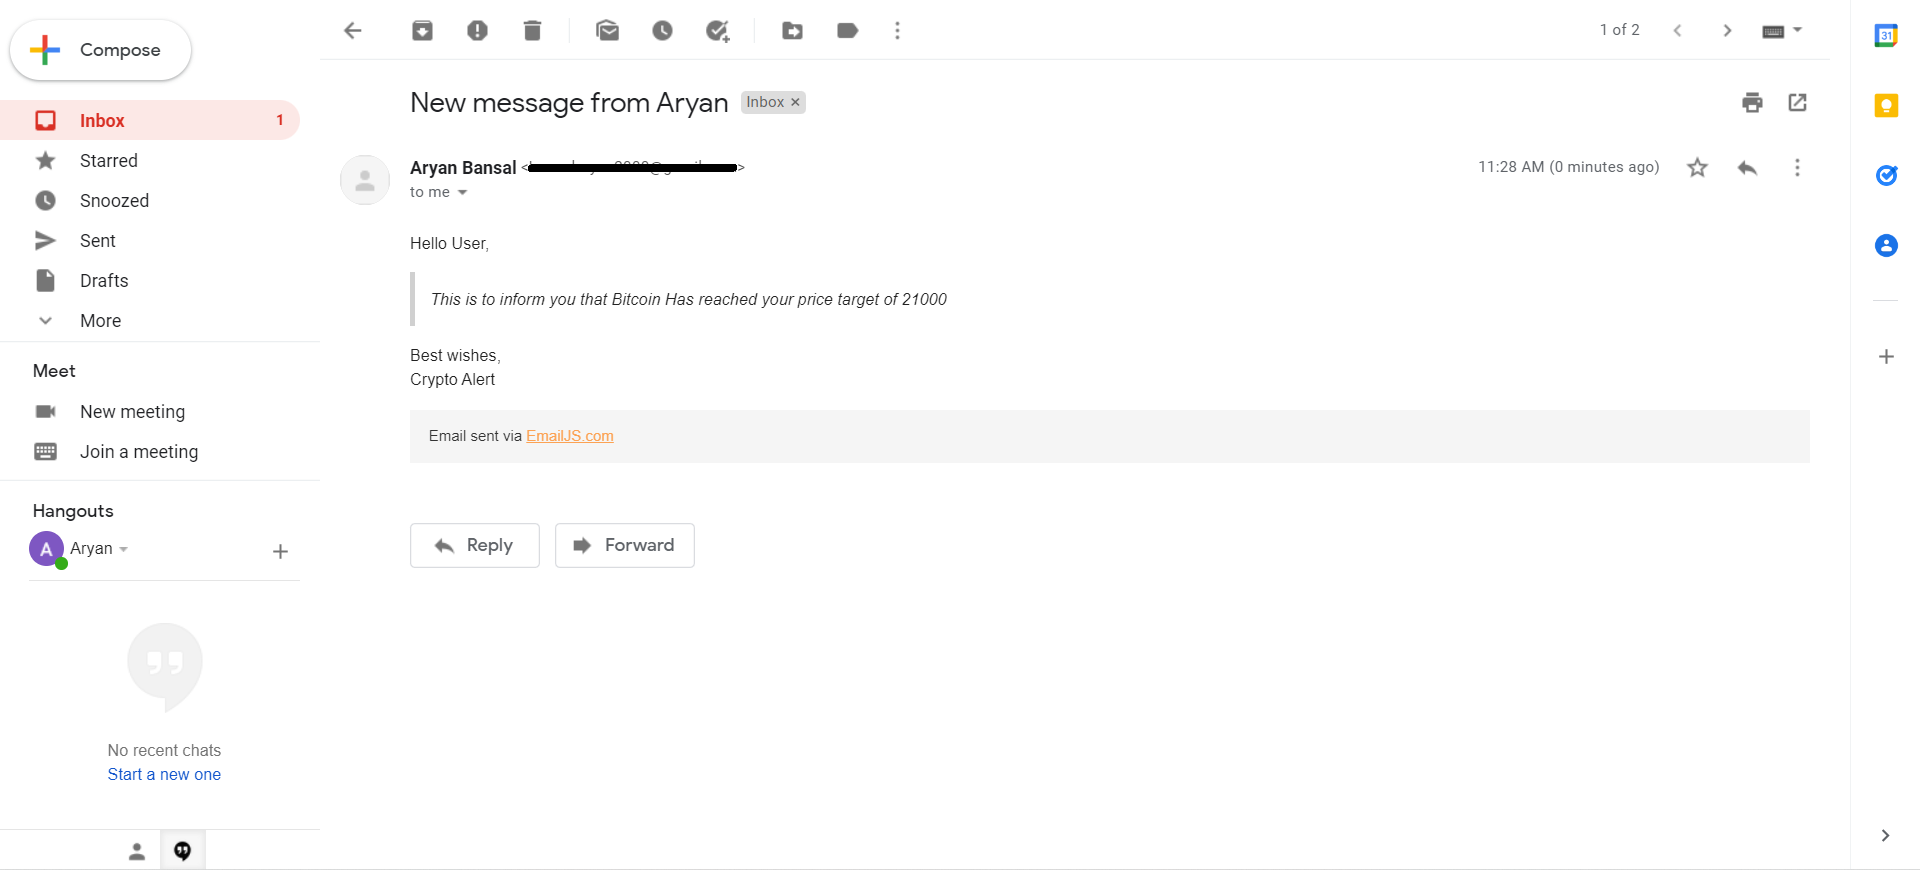 Compose
1 of 2
31
Inbox 1
Starred
Snoozed
Sent
Drafts
More
Meet
New meeting
Join a meeting
Hangouts
A Aryan
No recent chats
Start a new one
New message from Aryan Inbox ×
Aryan Bansal < >
11:28 AM (0 minutes ago)
to me
Hello User,
This is to inform you that Bitcoin Has reached your price target of 21000
Best wishes,
Crypto Alert
Email sent via EmailJS.com
Reply Forward